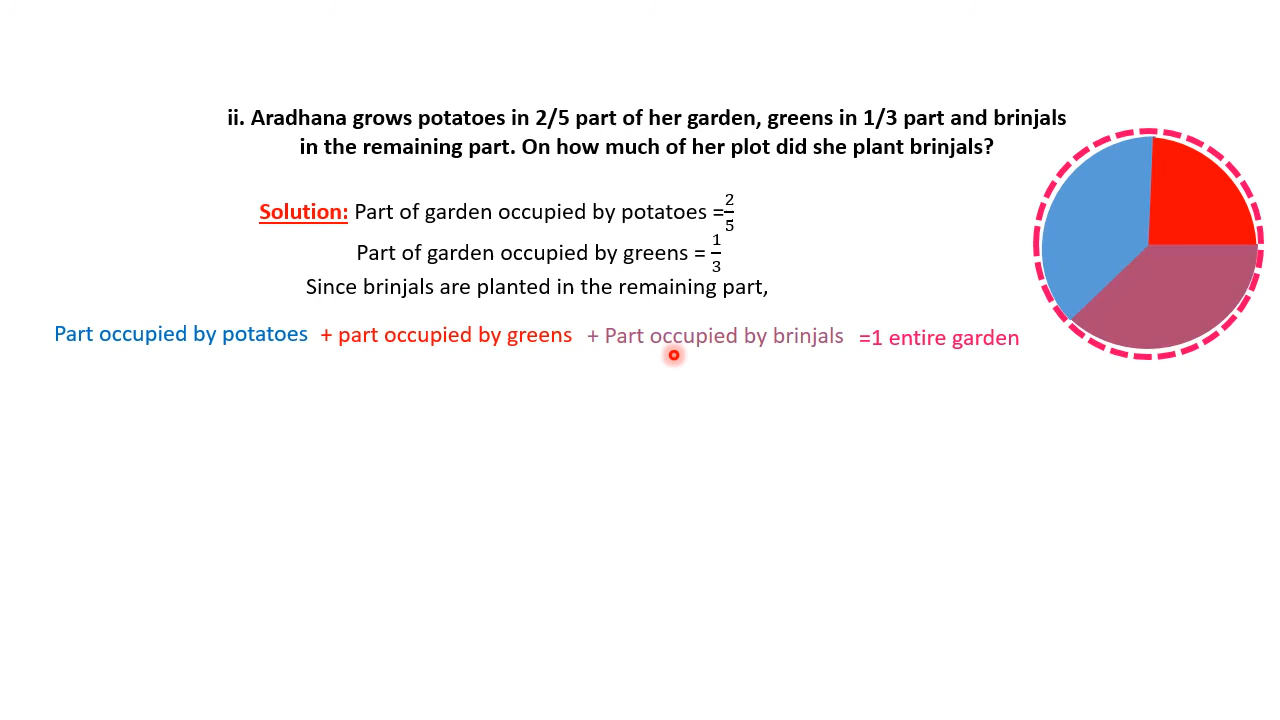 ii. Aradhana grows potatoes in 2/5 part of her garden, greens in 1/3 part and brinjals
in the remaining part. On how much of her plot did she plant brinjals?
Solution: Part of garden occupied by potatoes =2/5
Part of garden occupied by greens = 1/3
Since brinjals are planted in the remaining part,
Part occupied by potatoes + part occupied by greens + Part occupied by brinjals =1 entire garden